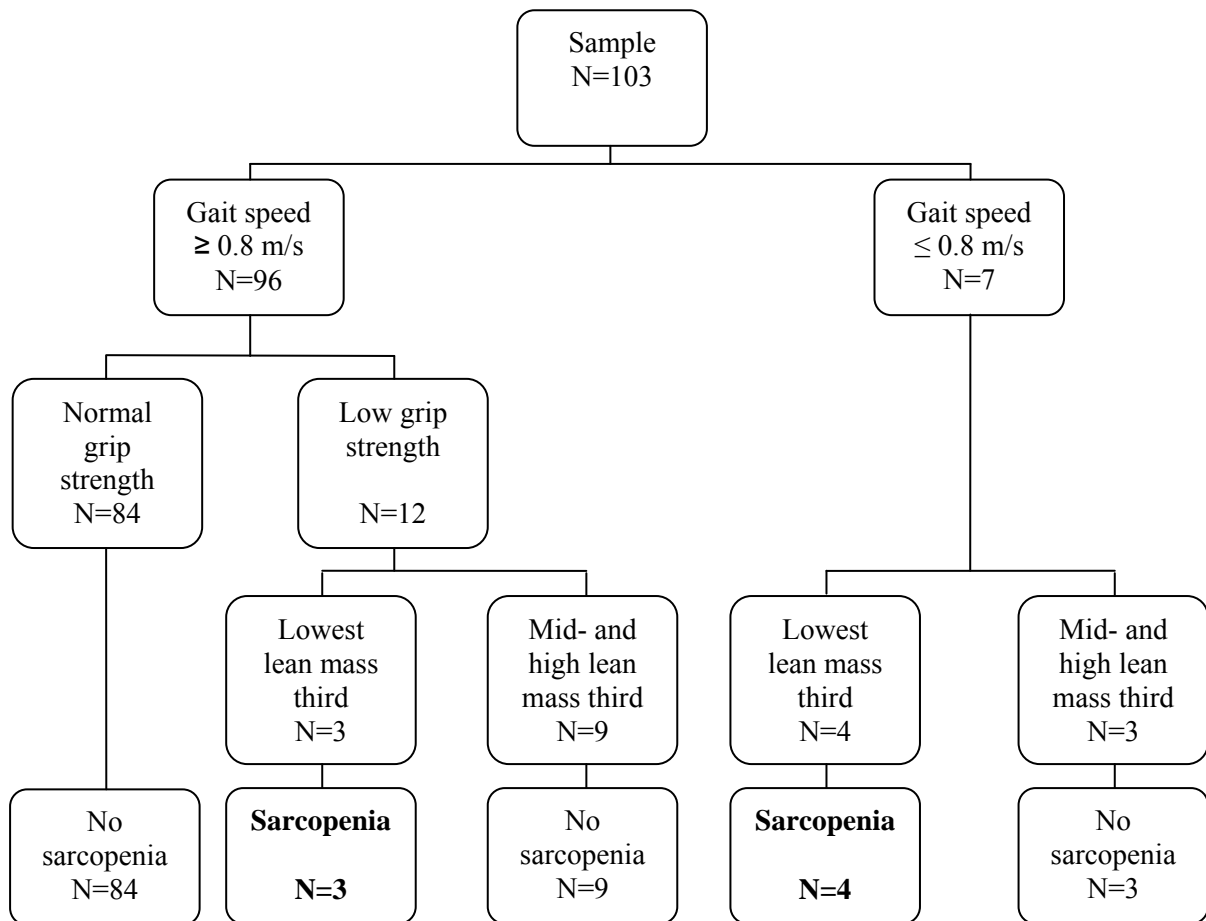 Sample
N=103
Gait speed
≥ 0.8 m/s
N=96
Gait speed
≤ 0.8 m/s
N=7
Normal
grip
strength
N=84
Low grip
strength
N=12
Lowest
lean mass
third
N=3
Mid- and
high lean
mass third
N=9
Lowest
lean mass
third
N=4
Mid- and
high lean
mass third
N=3
No
sarcopenia
N=84
Sarcopenia
N=3
No
sarcopenia
N=9
Sarcopenia
N=4
No
sarcopenia
N=3